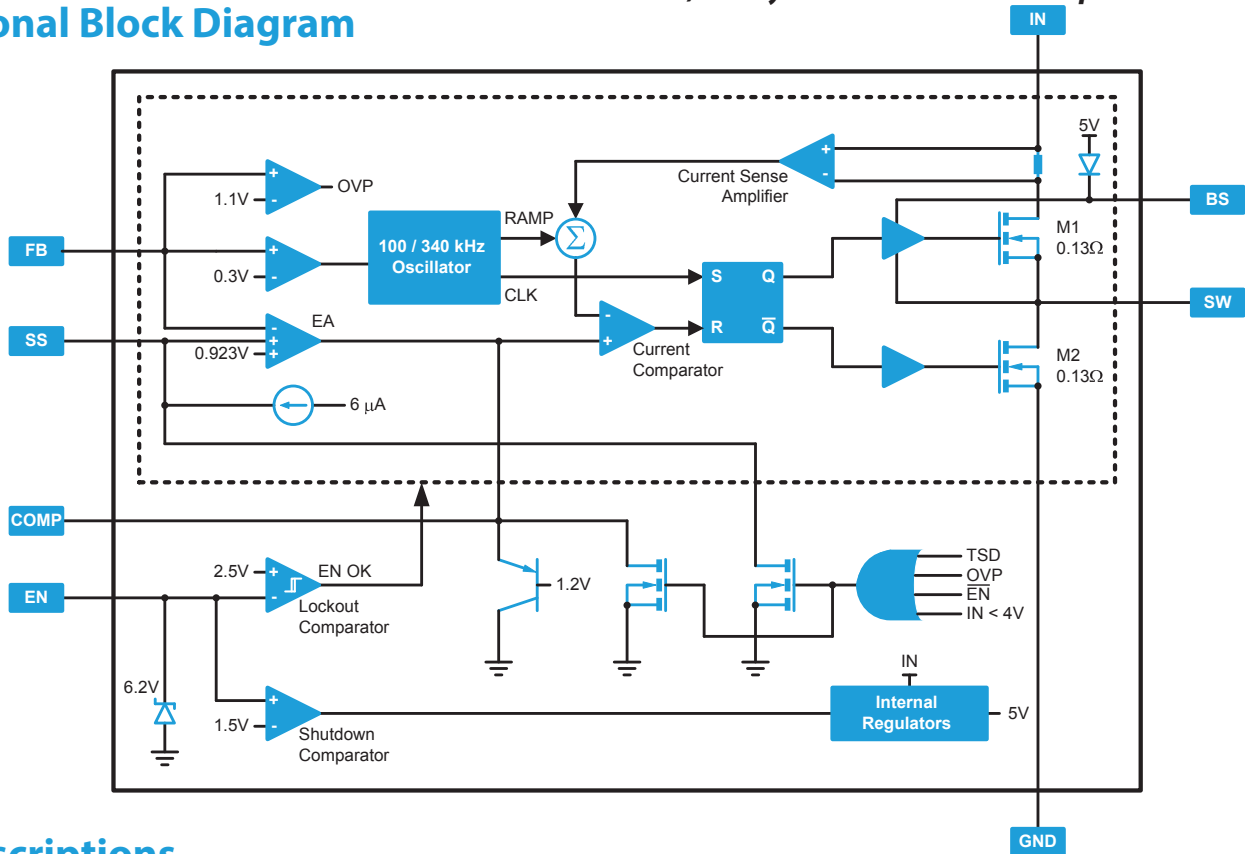 onal Block Diagram
IN
5V
+
-
Current Sense
Amplifier
BS
+
1.1V
-
OVP
RAMP
Σ
M1
0.13Ω
FB
+
0.3V
-
100 / 340 kHz
Oscillator
CLK
S
Q
R
Q̅
SW
SS
EA
-
0.923V
+
+
-
+
Current
Comparator
M2
0.13Ω
6 µA
COMP
2.5V
+
-
EN OK
Lockout
Comparator
1.2V
TSD
OVP
E̅N̅
IN < 4V
EN
6.2V
+
1.5V
-
Shutdown
Comparator
IN
Internal
Regulators
5V
GND